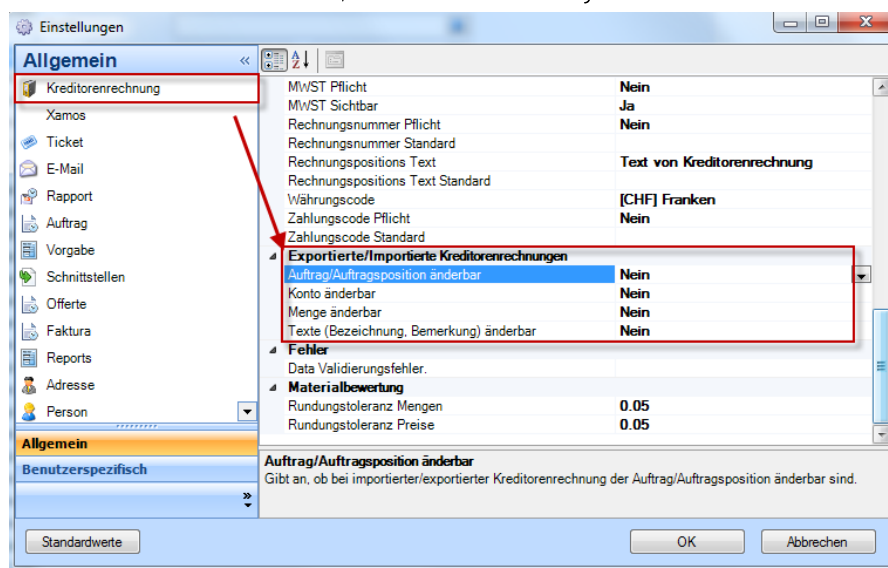 Einstellungen
Allgemein «
Kreditorenrechnung
Xamos
Ticket
E-Mail
Rapport
Auftrag
Vorgabe
Schnittstellen
Offerte
Faktura
Reports
Adresse
Person
Allgemein
Benutzerspezifisch
»
MWST Pflicht Nein
MWST Sichtbar Ja
Rechnungsnummer Pflicht Nein
Rechnungsnummer Standard
Rechnungspositions Text Text von Kreditorenrechnung
Rechnungspositions Text Standard
Währungscode [CHF] Franken
Zahlungscode Pflicht Nein
Zahlungscode Standard
Exportierte/Importierte Kreditorenrechnungen
Auftrag/Auftragsposition änderbar Nein
Konto änderbar Nein
Menge änderbar Nein
Texte (Bezeichnung, Bemerkung) änderbar Nein
Fehler
Data Validierungsfehler.
Materialbewertung
Rundungstoleranz Mengen 0.05
Rundungstoleranz Preise 0.05
Auftrag/Auftragsposition änderbar
Gibt an, ob bei importierter/exportierter Kreditorenrechnung der Auftrag/Auftragsposition änderbar sind.
Standardwerte OK Abbrechen